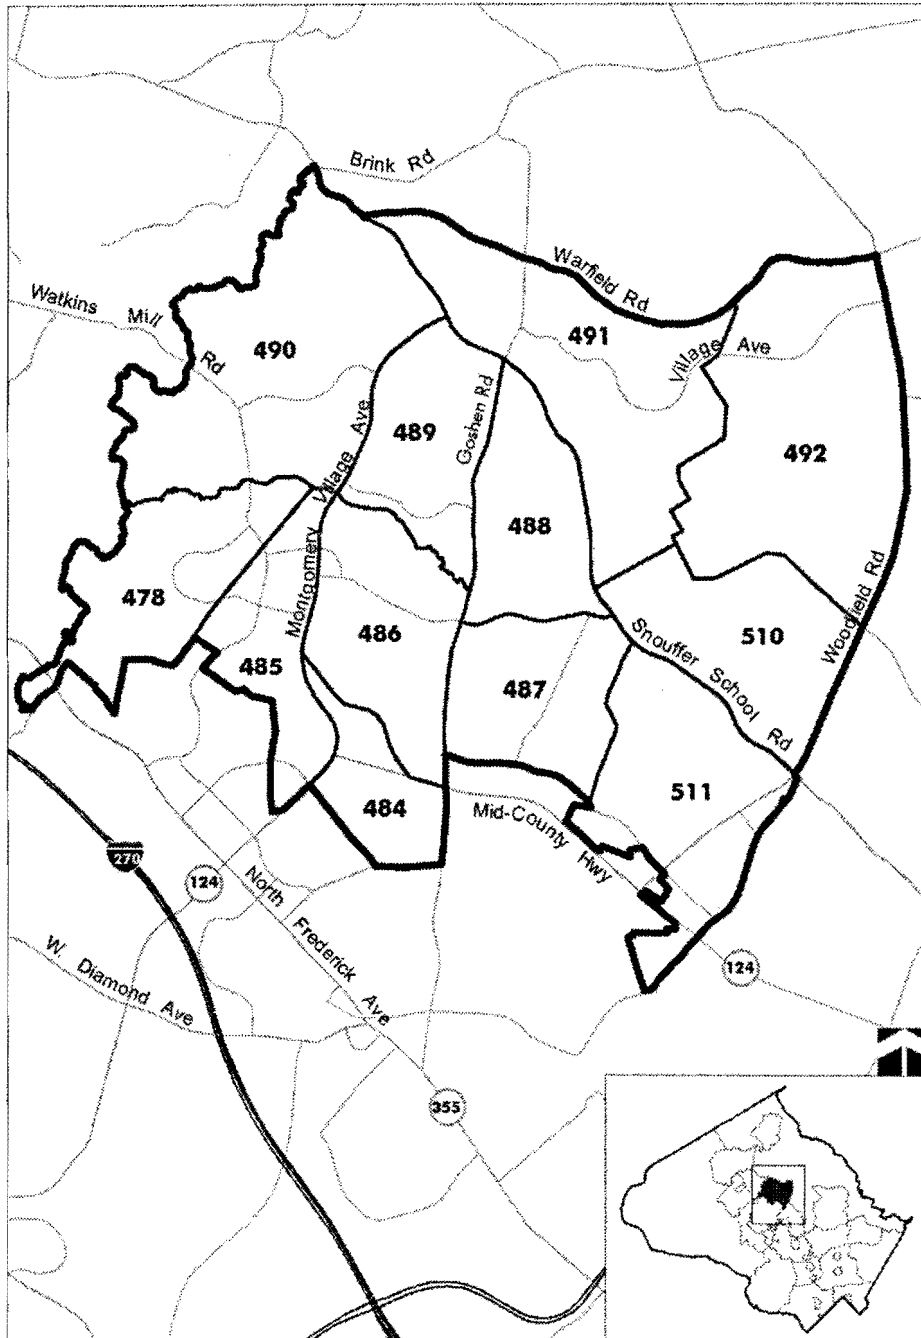 Brink Rd
Warfield Rd
Watkins Mill Rd
490
491
Village Ave
489
Goshen Rd
492
Montgomery Village Ave
488
478
486
Woodfield Rd
510
485
487
Snouffer School Rd
484
511
Mid-County Hwy
270
124
North Frederick Ave
W. Diamond Ave
124
355